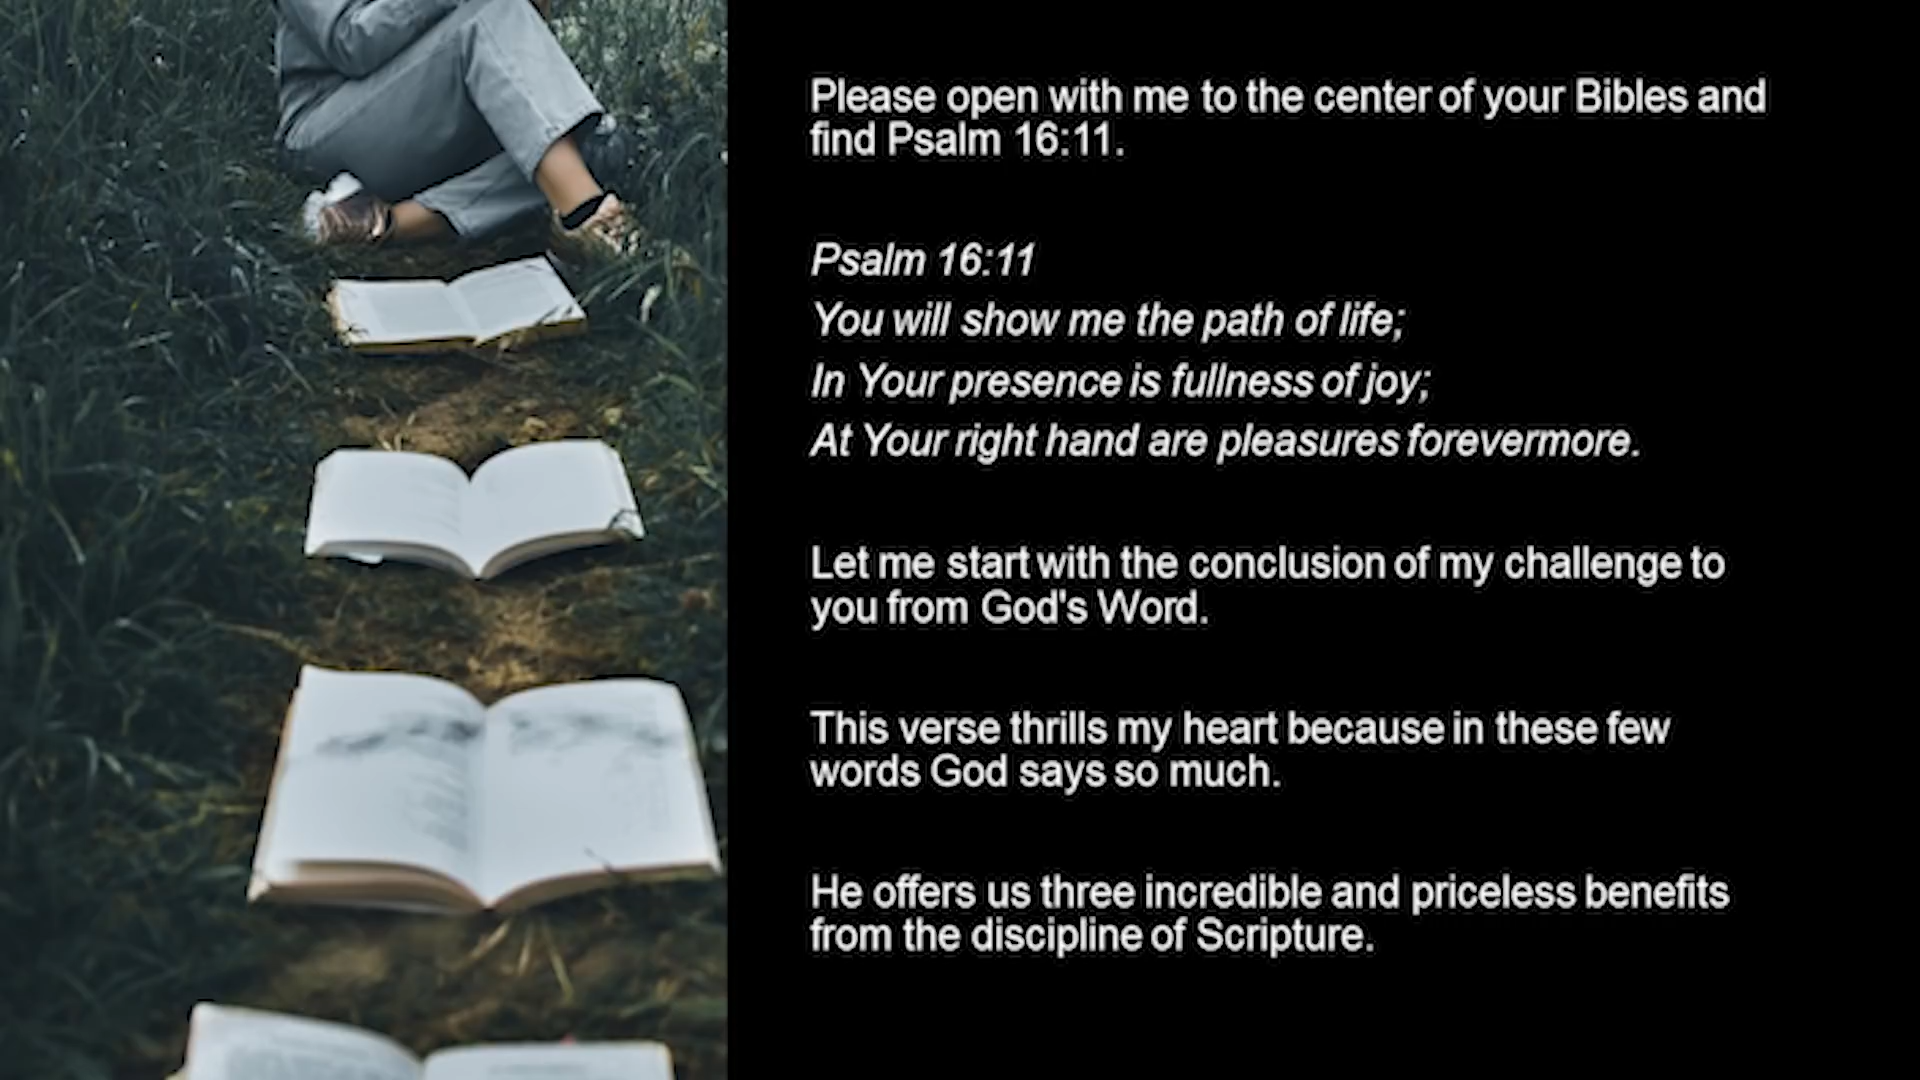 Please open with me to the center of your Bibles and
find Psalm 16:11.
Psalm 16:11
You will show me the path of life;
In Your presence is fullness of joy;
At Your right hand are pleasures forevermore.
Let me start with the conclusion of my challenge to
you from God's Word.
This verse thrills my heart because in these few
words God says so much.
He offers us three incredible and priceless benefits
from the discipline of Scripture.